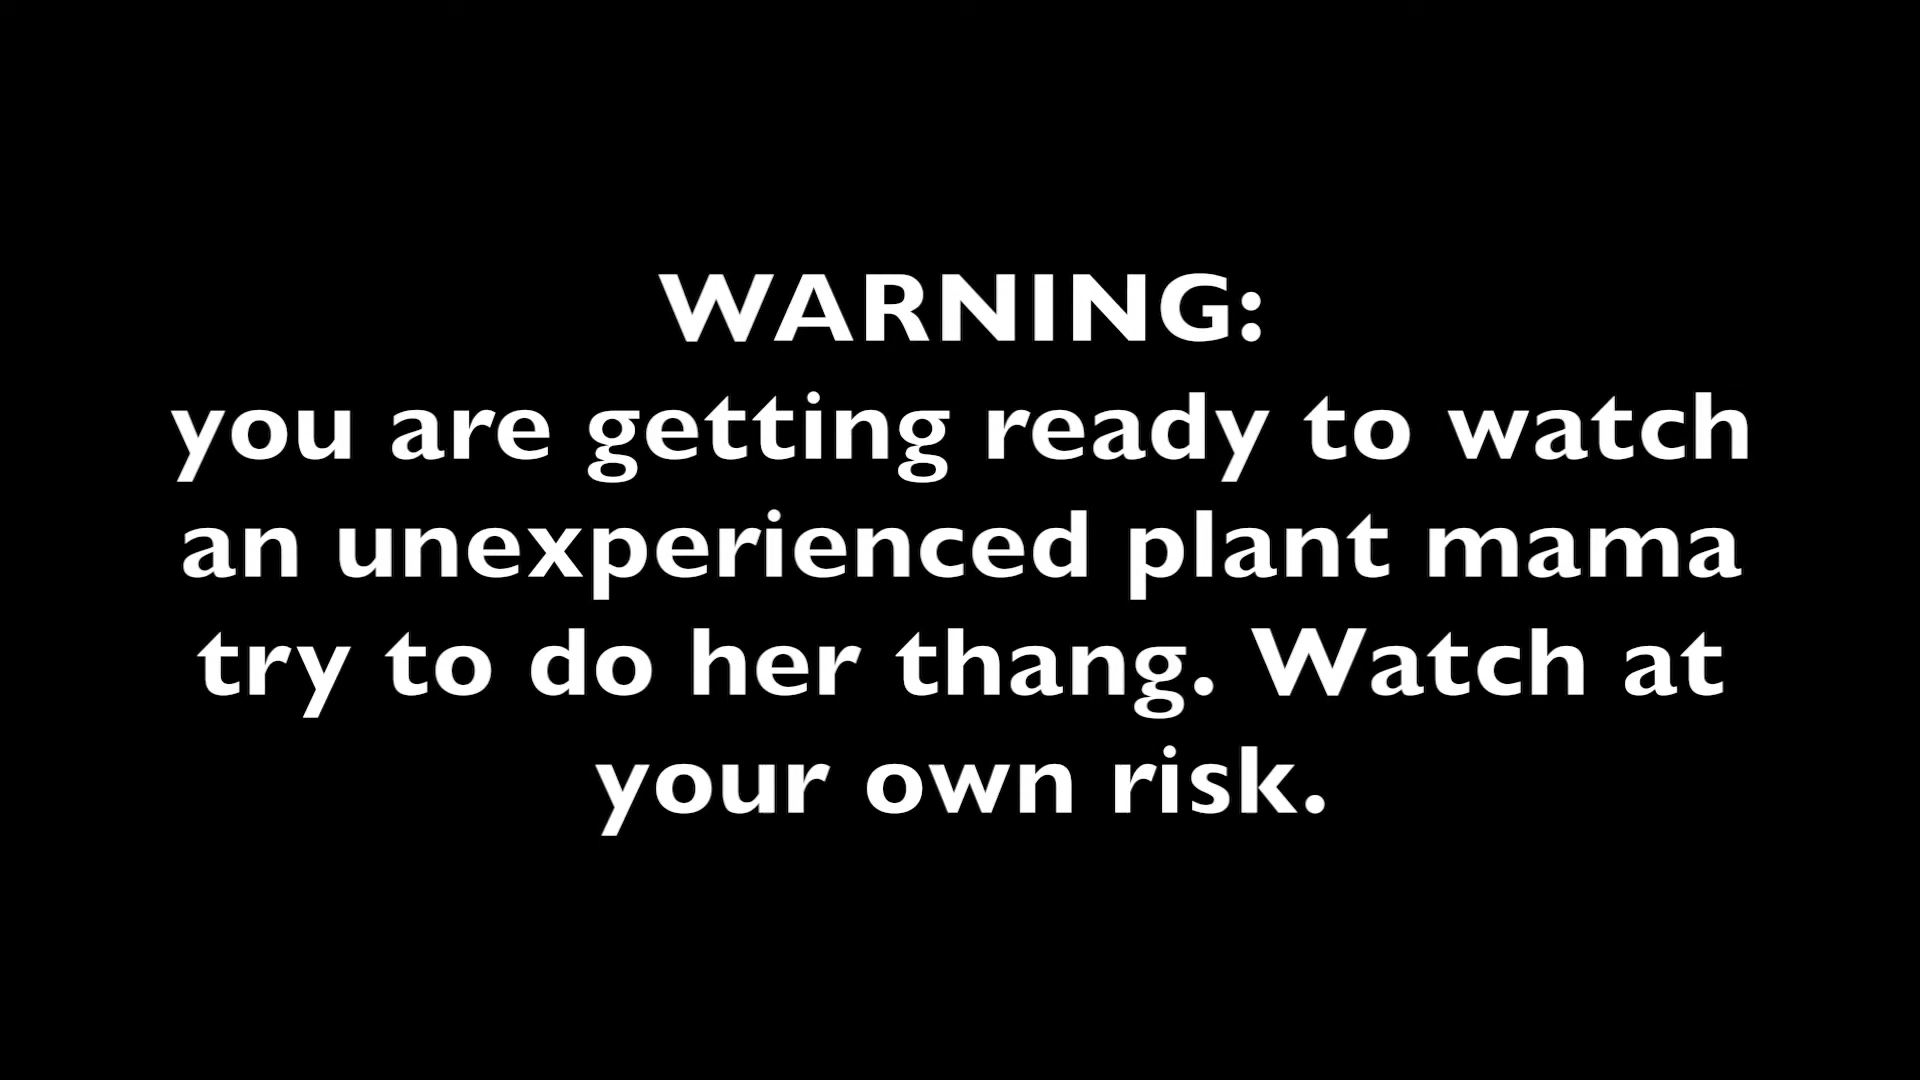 WARNING:
you are getting ready to watch
an unexperienced plant mama
try to do her thang. Watch at
your own risk.